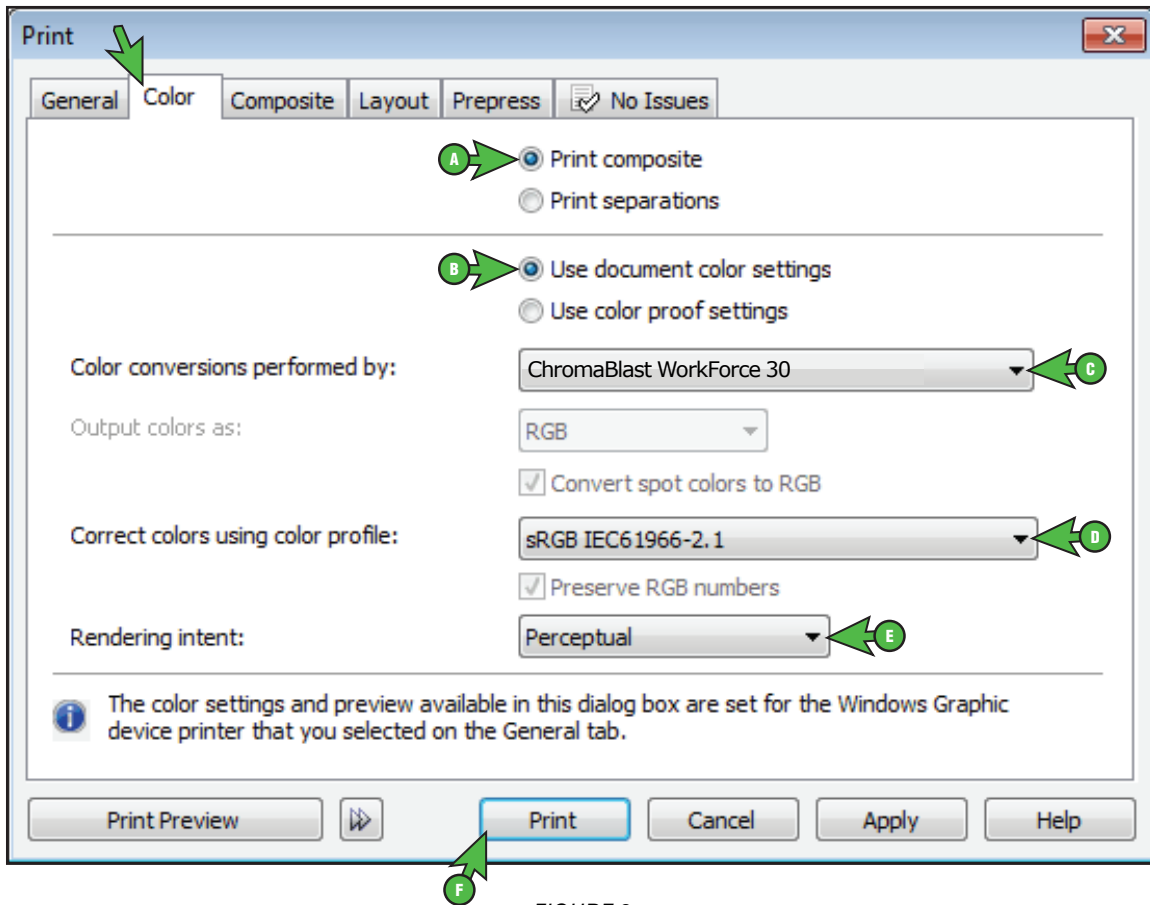 Print
General Color Composite Layout Prepress No Issues
A Print composite
Print separations
B Use document color settings
Use color proof settings
Color conversions performed by: ChromaBlast WorkForce 30 C
Output colors as: RGB
Convert spot colors to RGB
Correct colors using color profile: sRGB IEC61966-2.1 D
Preserve RGB numbers
Rendering intent: Perceptual E
The color settings and preview available in this dialog box are set for the Windows Graphic
device printer that you selected on the General tab.
Print Preview Print Cancel Apply Help
F